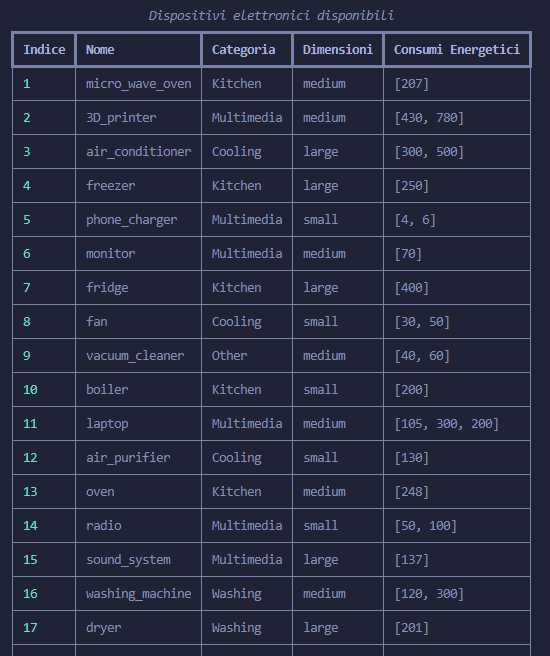 Dispositivi elettronici disponibili
Indice Nome Categoria Dimensioni Consumi Energetici
1 micro_wave_oven Kitchen medium [207]
2 3D_printer Multimedia medium [430, 780]
3 air_conditioner Cooling large [300, 500]
4 freezer Kitchen large [250]
5 phone_charger Multimedia small [4, 6]
6 monitor Multimedia medium [70]
7 fridge Kitchen large [400]
8 fan Cooling small [30, 50]
9 vacuum_cleaner Other medium [40, 60]
10 boiler Kitchen small [200]
11 laptop Multimedia medium [105, 300, 200]
12 air_purifier Cooling small [130]
13 oven Kitchen medium [248]
14 radio Multimedia small [50, 100]
15 sound_system Multimedia large [137]
16 washing_machine Washing medium [120, 300]
17 dryer Washing large [201]